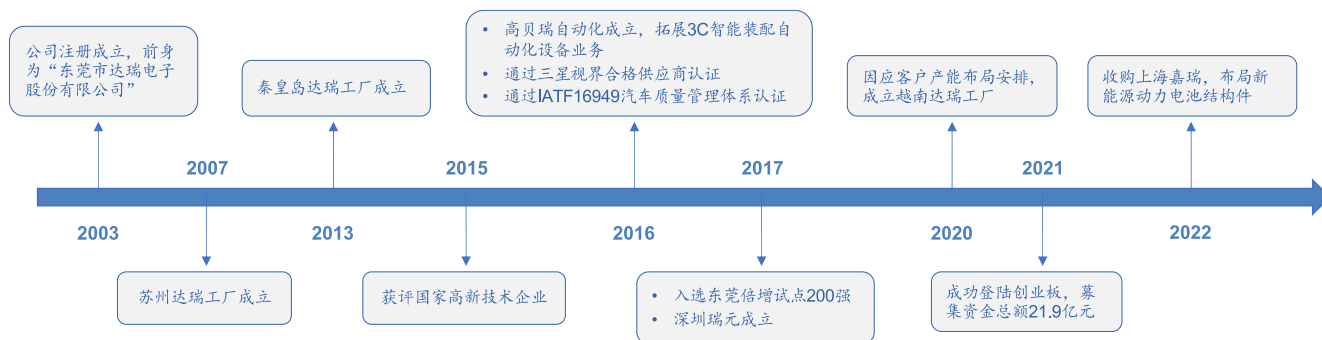 公司注册成立，前身
为“东莞市达瑞电子
股份有限公司”
秦皇岛达瑞工厂成立
• 高贝瑞自动化成立，拓展3C智能装配自
动化设备业务
• 通过三星视界合格供应商认证
• 通过IATF16949汽车质量管理体系认证
因应客户产能布局安排，
成立越南达瑞工厂
收购上海嘉瑞，布局新
能源动力电池结构件
2007
2015
2017
2021
2003
2013
2016
2020
2022
苏州达瑞工厂成立
获评国家高新技术企业
• 入选东莞倍增试点200强
• 深圳瑞元成立
成功登陆创业板，募
集资金总额21.9亿元